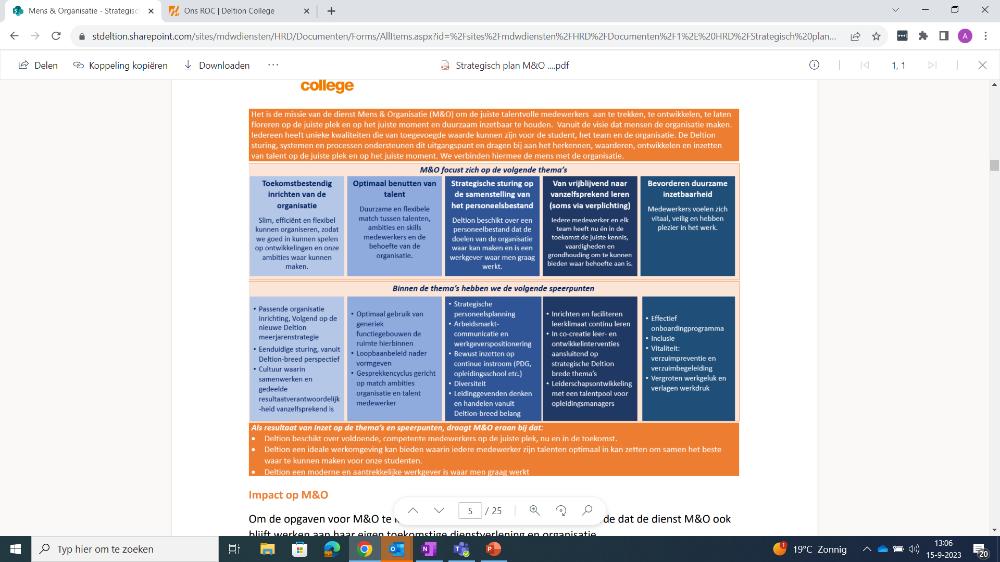 Mens & Organisatie - Strategisc
Ons ROC | Deltion College
stdeltion.sharepoint.com/sites/mdwdiensten/HRD/Documenten/Forms/AllItems.aspx?id=%2Fsites%2Fmdwdiensten%2FHRD%2FDocumenten%2F1%2E%20HRD%2FStrategisch%20plan...
A
Delen
Koppeling kopiëren
Downloaden
Strategisch plan M&O ....pdf
1, 1
college
Het is de missie van de dienst Mens & Organisatie (M&O) om de juiste talentvolle medewerkers aan te trekken, te ontwikkelen, te laten
floreren op de juiste plek en op het juiste moment en duurzaam inzetbaar te houden. Vanuit de visie dat mensen de organisatie maken.
Iedereen heeft unieke kwaliteiten die van toegevoegde waarde kunnen zijn voor de student, het team en de organisatie. De Deltion
sturing, systemen en processen ondersteunen dit uitgangspunt en dragen bij aan het herkennen, waarderen, ontwikkelen en inzetten
van talent op de juiste plek en op het juiste moment. We verbinden hiermee de mens met de organisatie.
M&O focust zich op de volgende thema's
Toekomstbestendig
inrichten van de
organisatie
Slim, efficiënt en flexibel
kunnen organiseren, zodat
we goed in kunnen spelen
op ontwikkelingen en onze
ambities waar kunnen
maken.
Optimaal benutten van
talent
Duurzame en flexibele
match tussen talenten,
ambities en skills
medewerkers en de
behoefte van de
organisatie.
Strategische sturing op
de samenstelling van
het personeelsbestand
Deltion beschikt over een
personeelbestand dat de
doelen van de organisatie
waar kan maken en is een
werkgever waar men graag
werkt.
Van vrijblijvend naar
vanzelfsprekend leren
(soms via verplichting)
Iedere medewerker en elk
team heeft nu én in de
toekomst de juiste kennis,
vaardigheden en
grondhouding om te kunnen
bieden waar behoefte aan is.
Bevorderen duurzame
inzetbaarheid
Medewerkers voelen zich
vitaal, veilig en hebben
plezier in het werk.
Binnen de thema's hebben we de volgende speerpunten
• Passende organisatie
inrichting, Volgend op de
nieuwe Deltion
meerjarenstrategie
• Eenduidige sturing, vanuit
Deltion-breed perspectief
• Cultuur waarin
samenwerken en
gedeelde
resultaatverantwoordelijk
-heid vanzelfsprekend is
• Optimaal gebruik van
generiek
functiegebouwen de
ruimte hierbinnen
• Loopbaanbeleid nader
vormgeven
• Gesprekkencyclus gericht
op match ambities
organisatie en talent
medewerker
• Strategische
personeelsplanning
• Arbeidsmarkt-
communicatie en
werkgeverspositionering
• Bewust inzetten op
continue instroom (PDG,
opleidingsschool etc.)
• Diversiteit
• Leidinggevenden denken
en handelen vanuit
Deltion-breed belang
• Inrichten en faciliteren
leerklimaat continu leren
• In co-creatie leer- en
ontwikkelinterventies
aansluitend op
strategische Deltion
brede thema's
• Leiderschapsontwikkeling
met een talentpool voor
opleidingsmanagers
• Effectief
onboardingprogramma
• Inclusie
• Vitaliteit:
verzuimpreventie en
verzuimbegeleiding
• Vergroten werkgeluk en
verlagen werkdruk
Als resultaat van inzet op de thema's en speerpunten, draagt M&O eraan bij dat:
• Deltion beschikt over voldoende, competente medewerkers op de juiste plek, nu en in de toekomst.
• Deltion een ideale werkomgeving kan bieden waarin iedere medewerker zijn talenten optimaal in kan zetten om samen het beste
waar te kunnen maken voor onze studenten.
• Deltion een moderne en aantrekkelijke werkgever is waar men graag werkt
Impact op M&O
5 / 25
Om de opgaven voor M&O te de dat de dienst M&O ook
blijft werken aan haar eigen toekomstige dienstverlening en organisatie
Typ hier om te zoeken
1
19°C Zonnig
13:06
15-9-2023
20